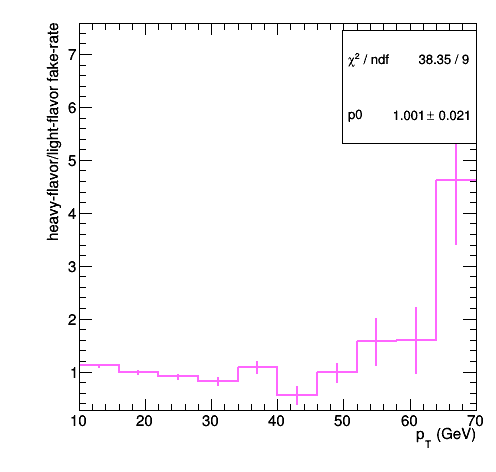 heavy-flavor/light-flavor fake-rate
χ² / ndf 38.35 / 9
p0 1.001 ± 0.021
7
6
5
4
3
2
1
10 20 30 40 50 60 70
p_T (GeV)